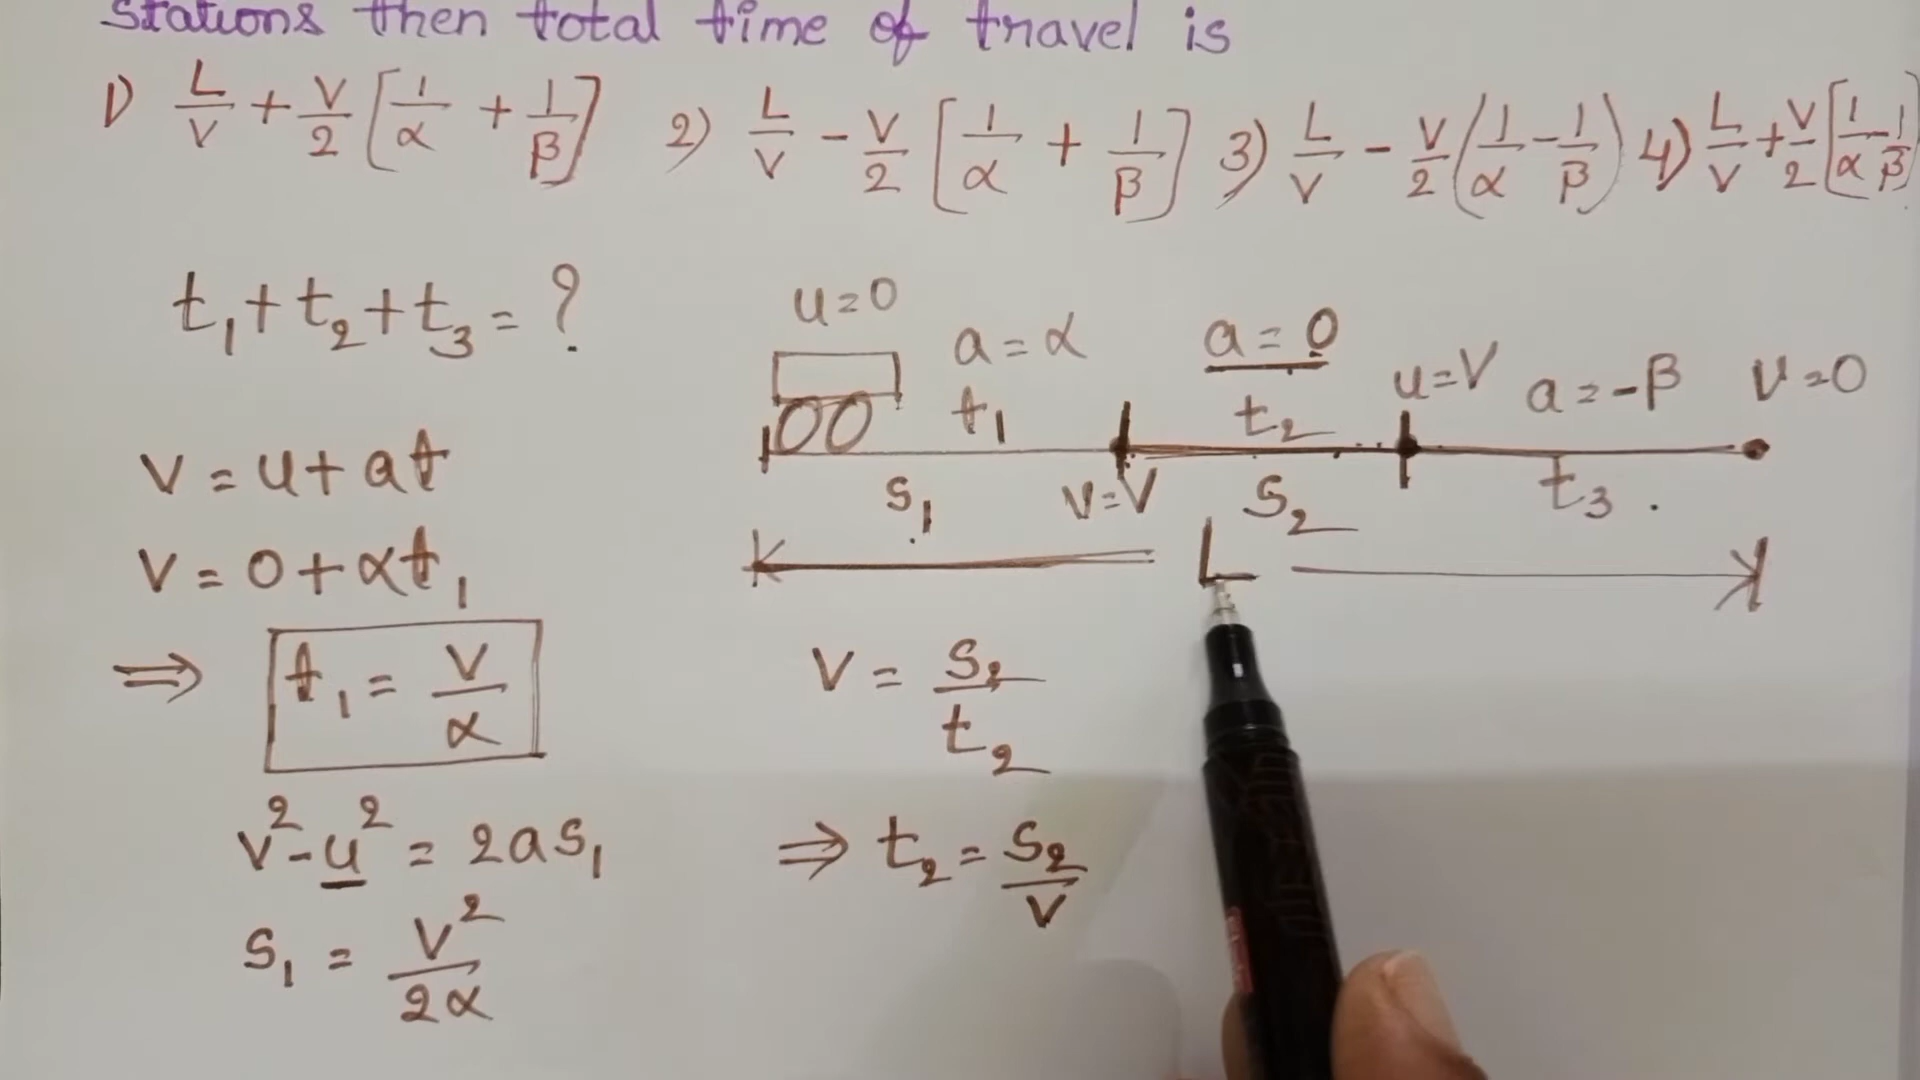 Stations then total time of travel is
1) L/V + V/2 [1/α + 1/β] 2) L/V - V/2 [1/α + 1/β] 3) L/V - V/2 (1/α - 1/β) 4) L/V + V/2 [1/α - 1/β]
t₁ + t₂ + t₃ = ?
u=0
a = α
a = 0
u=V
a = -β
V=0
t₁
t₂
S₁
V=V
S₂
t₃
L
V = u + at
V = 0 + αt₁
⇒ t₁ = V/α
V² - u² = 2aS₁
S₁ = V²/2α
V = S₂/t₂
⇒ t₂ = S₂/V